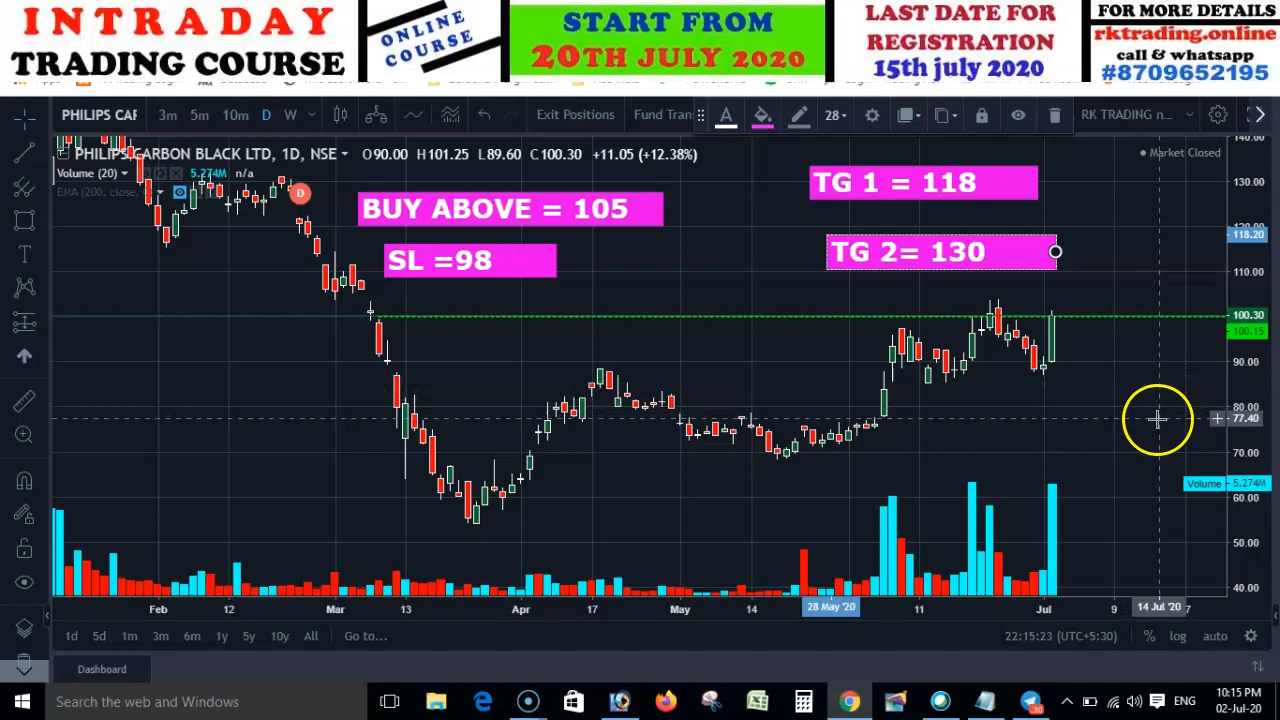 INTRADAY
TRADING COURSE
ONLINE
COURSE
START FROM
20TH JULY 2020
LAST DATE FOR
REGISTRATION
15th july 2020
FOR MORE DETAILS
rktrading.online
call & whatsapp
#8709652195
PHILIPS CAR 3m 5m 10m D W Exit Positions Fund Tran A 28 RK TRADING n...
PHILIPS CARBON BLACK LTD, 1D, NSE O90.00 H101.25 L89.60 C100.30 +11.05 (+12.38%)
Market Closed
Volume (20) 5.274M n/a
EMA (200, close,
D
BUY ABOVE = 105
SL =98
TG 1 = 118
TG 2= 130
140.00
130.00
118.20
110.00
100.30
100.15
90.00
80.00
77.40
70.00
Volume 5.274M
60.00
50.00
40.00
Feb 12 Mar 13 Apr 17 May 14 28 May '20 11 Jul 9 14 Jul '20 7
1d 5d 1m 3m 6m 1y 5y 10y All Go to... 22:15:23 (UTC+5:30) % log auto
Dashboard
Search the web and Windows
30
ENG
10:15 PM
02-Jul-20